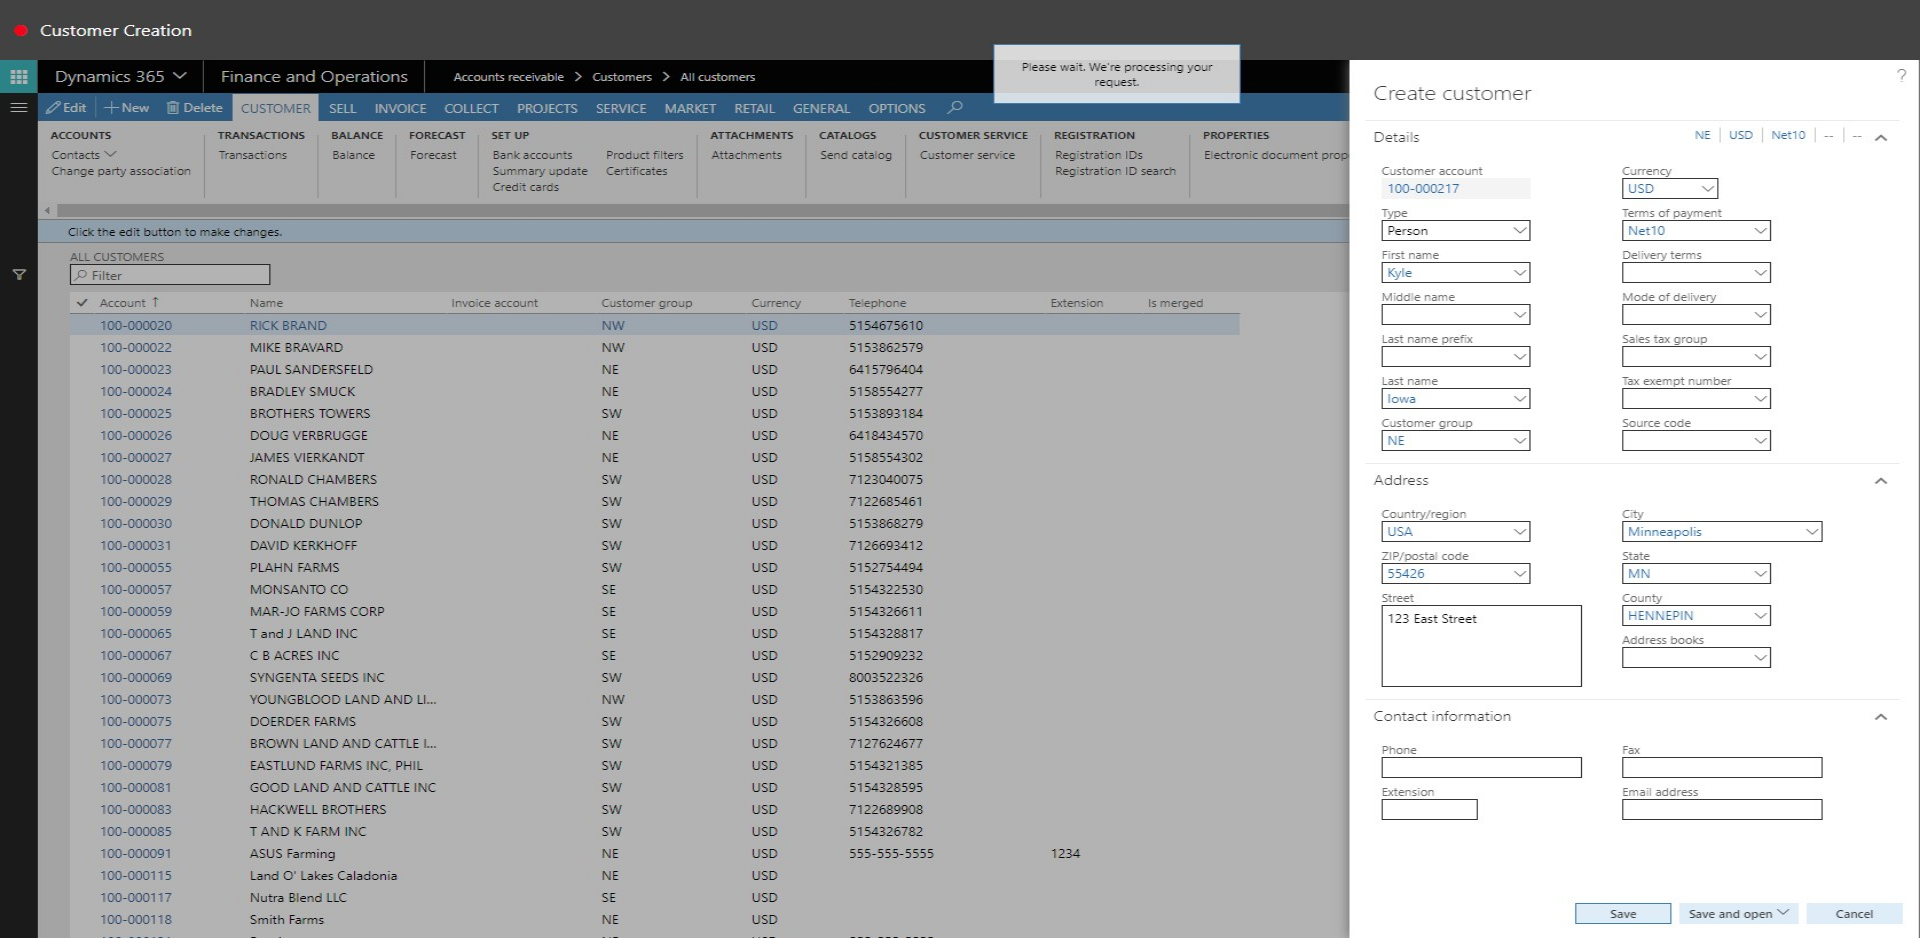 Customer Creation
Dynamics 365
Finance and Operations
Accounts receivable > Customers > All customers
Please wait. We're processing your
request.
Edit
New
Delete
CUSTOMER
SELL
INVOICE
COLLECT
PROJECTS
SERVICE
MARKET
RETAIL
GENERAL
OPTIONS
ACCOUNTS
Contacts
Change party association
TRANSACTIONS
Transactions
BALANCE
Balance
FORECAST
Forecast
SET UP
Bank accounts
Summary update
Credit cards
Product filters
Certificates
ATTACHMENTS
Attachments
CATALOGS
Send catalog
CUSTOMER SERVICE
Customer service
REGISTRATION
Registration IDs
Registration ID search
PROPERTIES
Electronic document prop
Click the edit button to make changes.
ALL CUSTOMERS
Filter
Account ↑ Name Invoice account Customer group Currency Telephone Extension Is merged
100-000020 RICK BRAND NW USD 5154675610
100-000022 MIKE BRAVARD NW USD 5153862579
100-000023 PAUL SANDERSFELD NE USD 6415796404
100-000024 BRADLEY SMUCK NE USD 5158554277
100-000025 BROTHERS TOWERS SW USD 5153893184
100-000026 DOUG VERBRUGGE NE USD 6418434570
100-000027 JAMES VIERKANDT NE USD 5158554302
100-000028 RONALD CHAMBERS SW USD 7123040075
100-000029 THOMAS CHAMBERS SW USD 7122685461
100-000030 DONALD DUNLOP SW USD 5153868279
100-000031 DAVID KERKHOFF SW USD 7126693412
100-000055 PLAHN FARMS SW USD 5152754494
100-000057 MONSANTO CO SE USD 5154322530
100-000059 MAR-JO FARMS CORP SE USD 5154326611
100-000065 T and J LAND INC SE USD 5154328817
100-000067 C B ACRES INC SE USD 5152909232
100-000069 SYNGENTA SEEDS INC SW USD 8003522326
100-000073 YOUNGBLOOD LAND AND LI... NW USD 5153863596
100-000075 DOERDER FARMS SW USD 5154326608
100-000077 BROWN LAND AND CATTLE I... SW USD 7127624677
100-000079 EASTLUND FARMS INC, PHIL SW USD 5154321385
100-000081 GOOD LAND AND CATTLE INC SW USD 5154328595
100-000083 HACKWELL BROTHERS SW USD 7122689908
100-000085 T AND K FARM INC SW USD 5154326782
100-000091 ASUS Farming NE USD 555-555-5555 1234
100-000115 Land O' Lakes Caladonia NE USD
100-000117 Nutra Blend LLC SE USD
100-000118 Smith Farms NE USD
?
Create customer
Details NE USD Net10 -- --
Customer account
100-000217
Type
Person
First name
Kyle
Middle name
Last name prefix
Last name
Iowa
Customer group
NE
Currency
USD
Terms of payment
Net10
Delivery terms
Mode of delivery
Sales tax group
Tax exempt number
Source code
Address
Country/region
USA
ZIP/postal code
55426
Street
123 East Street
City
Minneapolis
State
MN
County
HENNEPIN
Address books
Contact information
Phone
Extension
Fax
Email address
Save
Save and open
Cancel